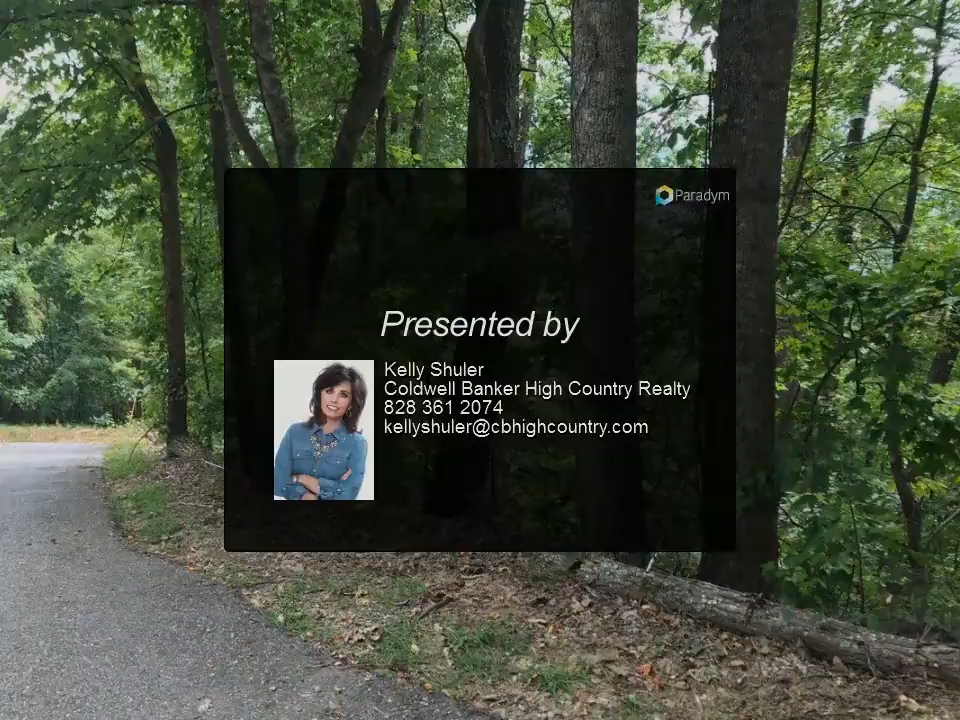 Paradym
Presented by
Kelly Shuler
Coldwell Banker High Country Realty
828 361 2074
kellyshuler@cbhighcountry.com